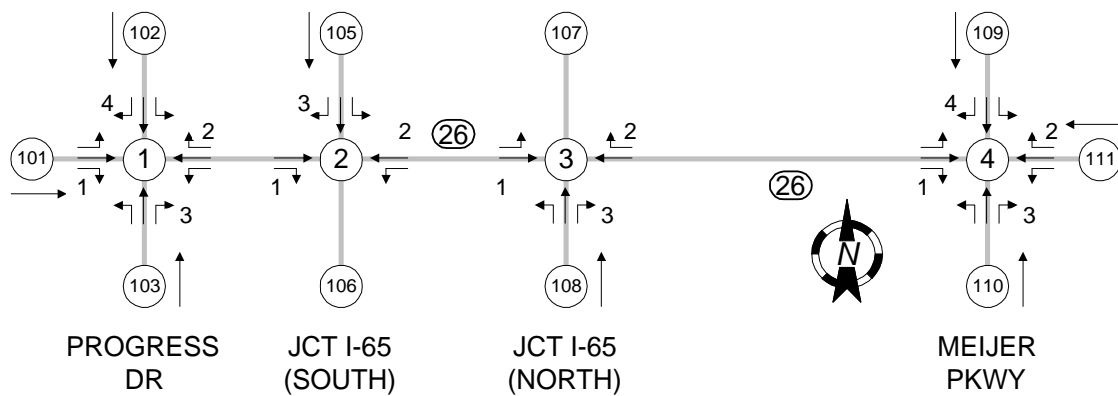 102 105 107 109
4 3 4
2 2 26 2 2
101 1 2 3 4 111
1 1 1 1
26
3 3 3
N
103 106 108 110
PROGRESS DR
JCT I-65 (SOUTH)
JCT I-65 (NORTH)
MEIJER PKWY